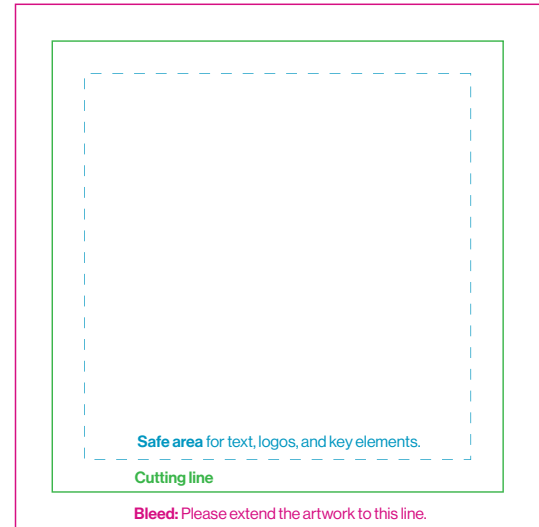 Safe area for text, logos, and key elements.
Cutting line
Bleed: Please extend the artwork to this line.